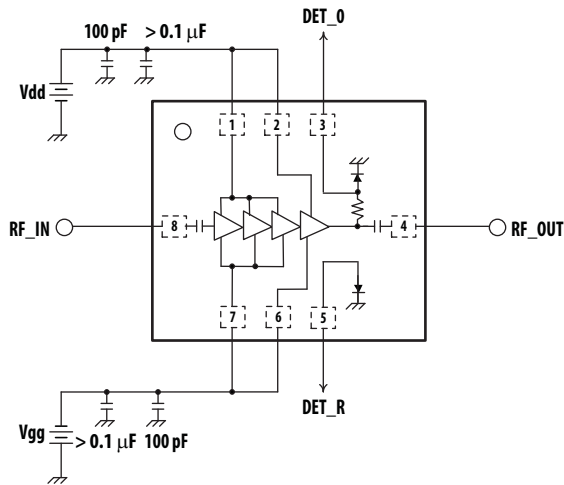 DET_O
100 pF > 0.1 μF
Vdd
1 2 3
RF_IN 8 4 RF_OUT
7 6 5
DET_R
Vgg
> 0.1 μF 100 pF